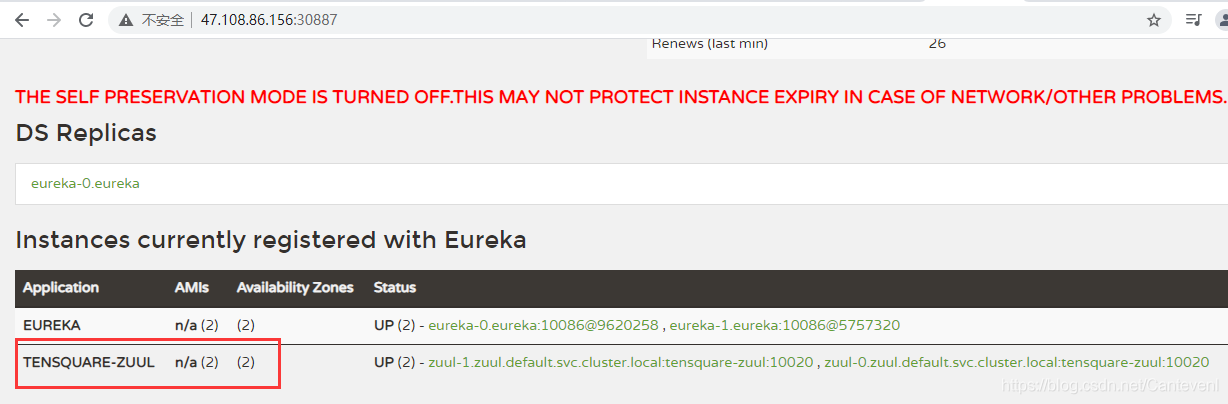 不安全 47.108.86.156:30887
Renews (last min) 26
THE SELF PRESERVATION MODE IS TURNED OFF.THIS MAY NOT PROTECT INSTANCE EXPIRY IN CASE OF NETWORK/OTHER PROBLEMS.
DS Replicas
eureka-0.eureka
Instances currently registered with Eureka
Application AMIs Availability Zones Status
EUREKA n/a (2) (2) UP (2) - eureka-0.eureka:10086@9620258 , eureka-1.eureka:10086@5757320
TENSQUARE-ZUUL n/a (2) (2) UP (2) - zuul-1.zuul.default.svc.cluster.local:tensquare-zuul:10020 , zuul-0.zuul.default.svc.cluster.local:tensquare-zuul:10020
https://blog.csdn.net/Cantevenl